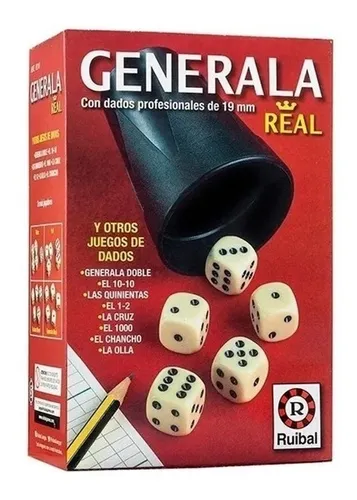 GENERALA
Con dados profesionales de 19 mm
REAL
Y OTROS
JUEGOS DE
DADOS
•GENERALA DOBLE
•EL 10-10
•LAS QUINIENTAS
•EL 1-2
•LA CRUZ
•EL 1000
•EL CHANCHO
•LA OLLA
R
Ruibal
GENERALA
REAL